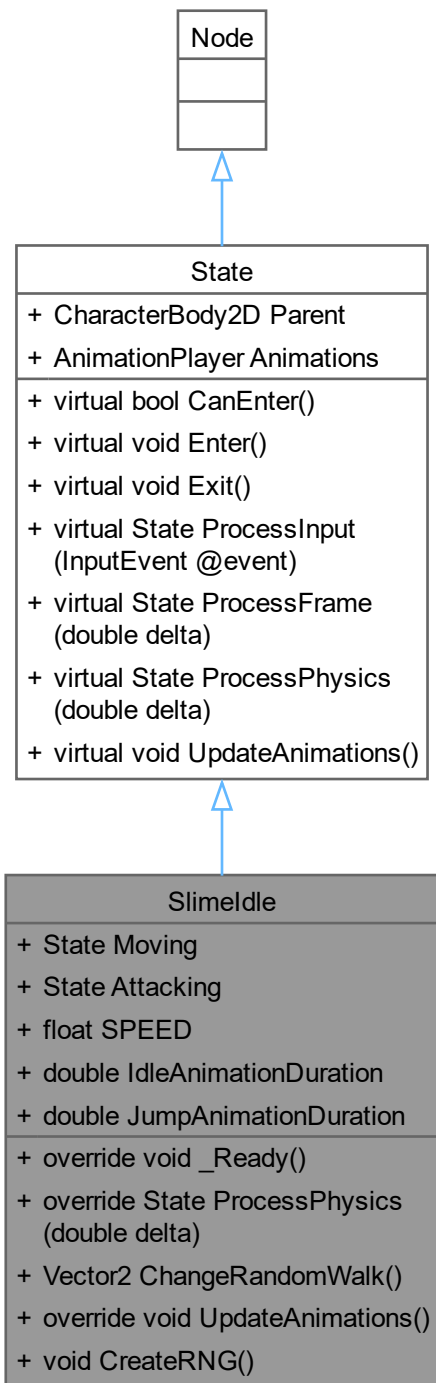 Node
State
+ CharacterBody2D Parent
+ AnimationPlayer Animations
+ virtual bool CanEnter()
+ virtual void Enter()
+ virtual void Exit()
+ virtual State ProcessInput
(InputEvent @event)
+ virtual State ProcessFrame
(double delta)
+ virtual State ProcessPhysics
(double delta)
+ virtual void UpdateAnimations()
SlimeIdle
+ State Moving
+ State Attacking
+ float SPEED
+ double IdleAnimationDuration
+ double JumpAnimationDuration
+ override void _Ready()
+ override State ProcessPhysics
(double delta)
+ Vector2 ChangeRandomWalk()
+ override void UpdateAnimations()
+ void CreateRNG()